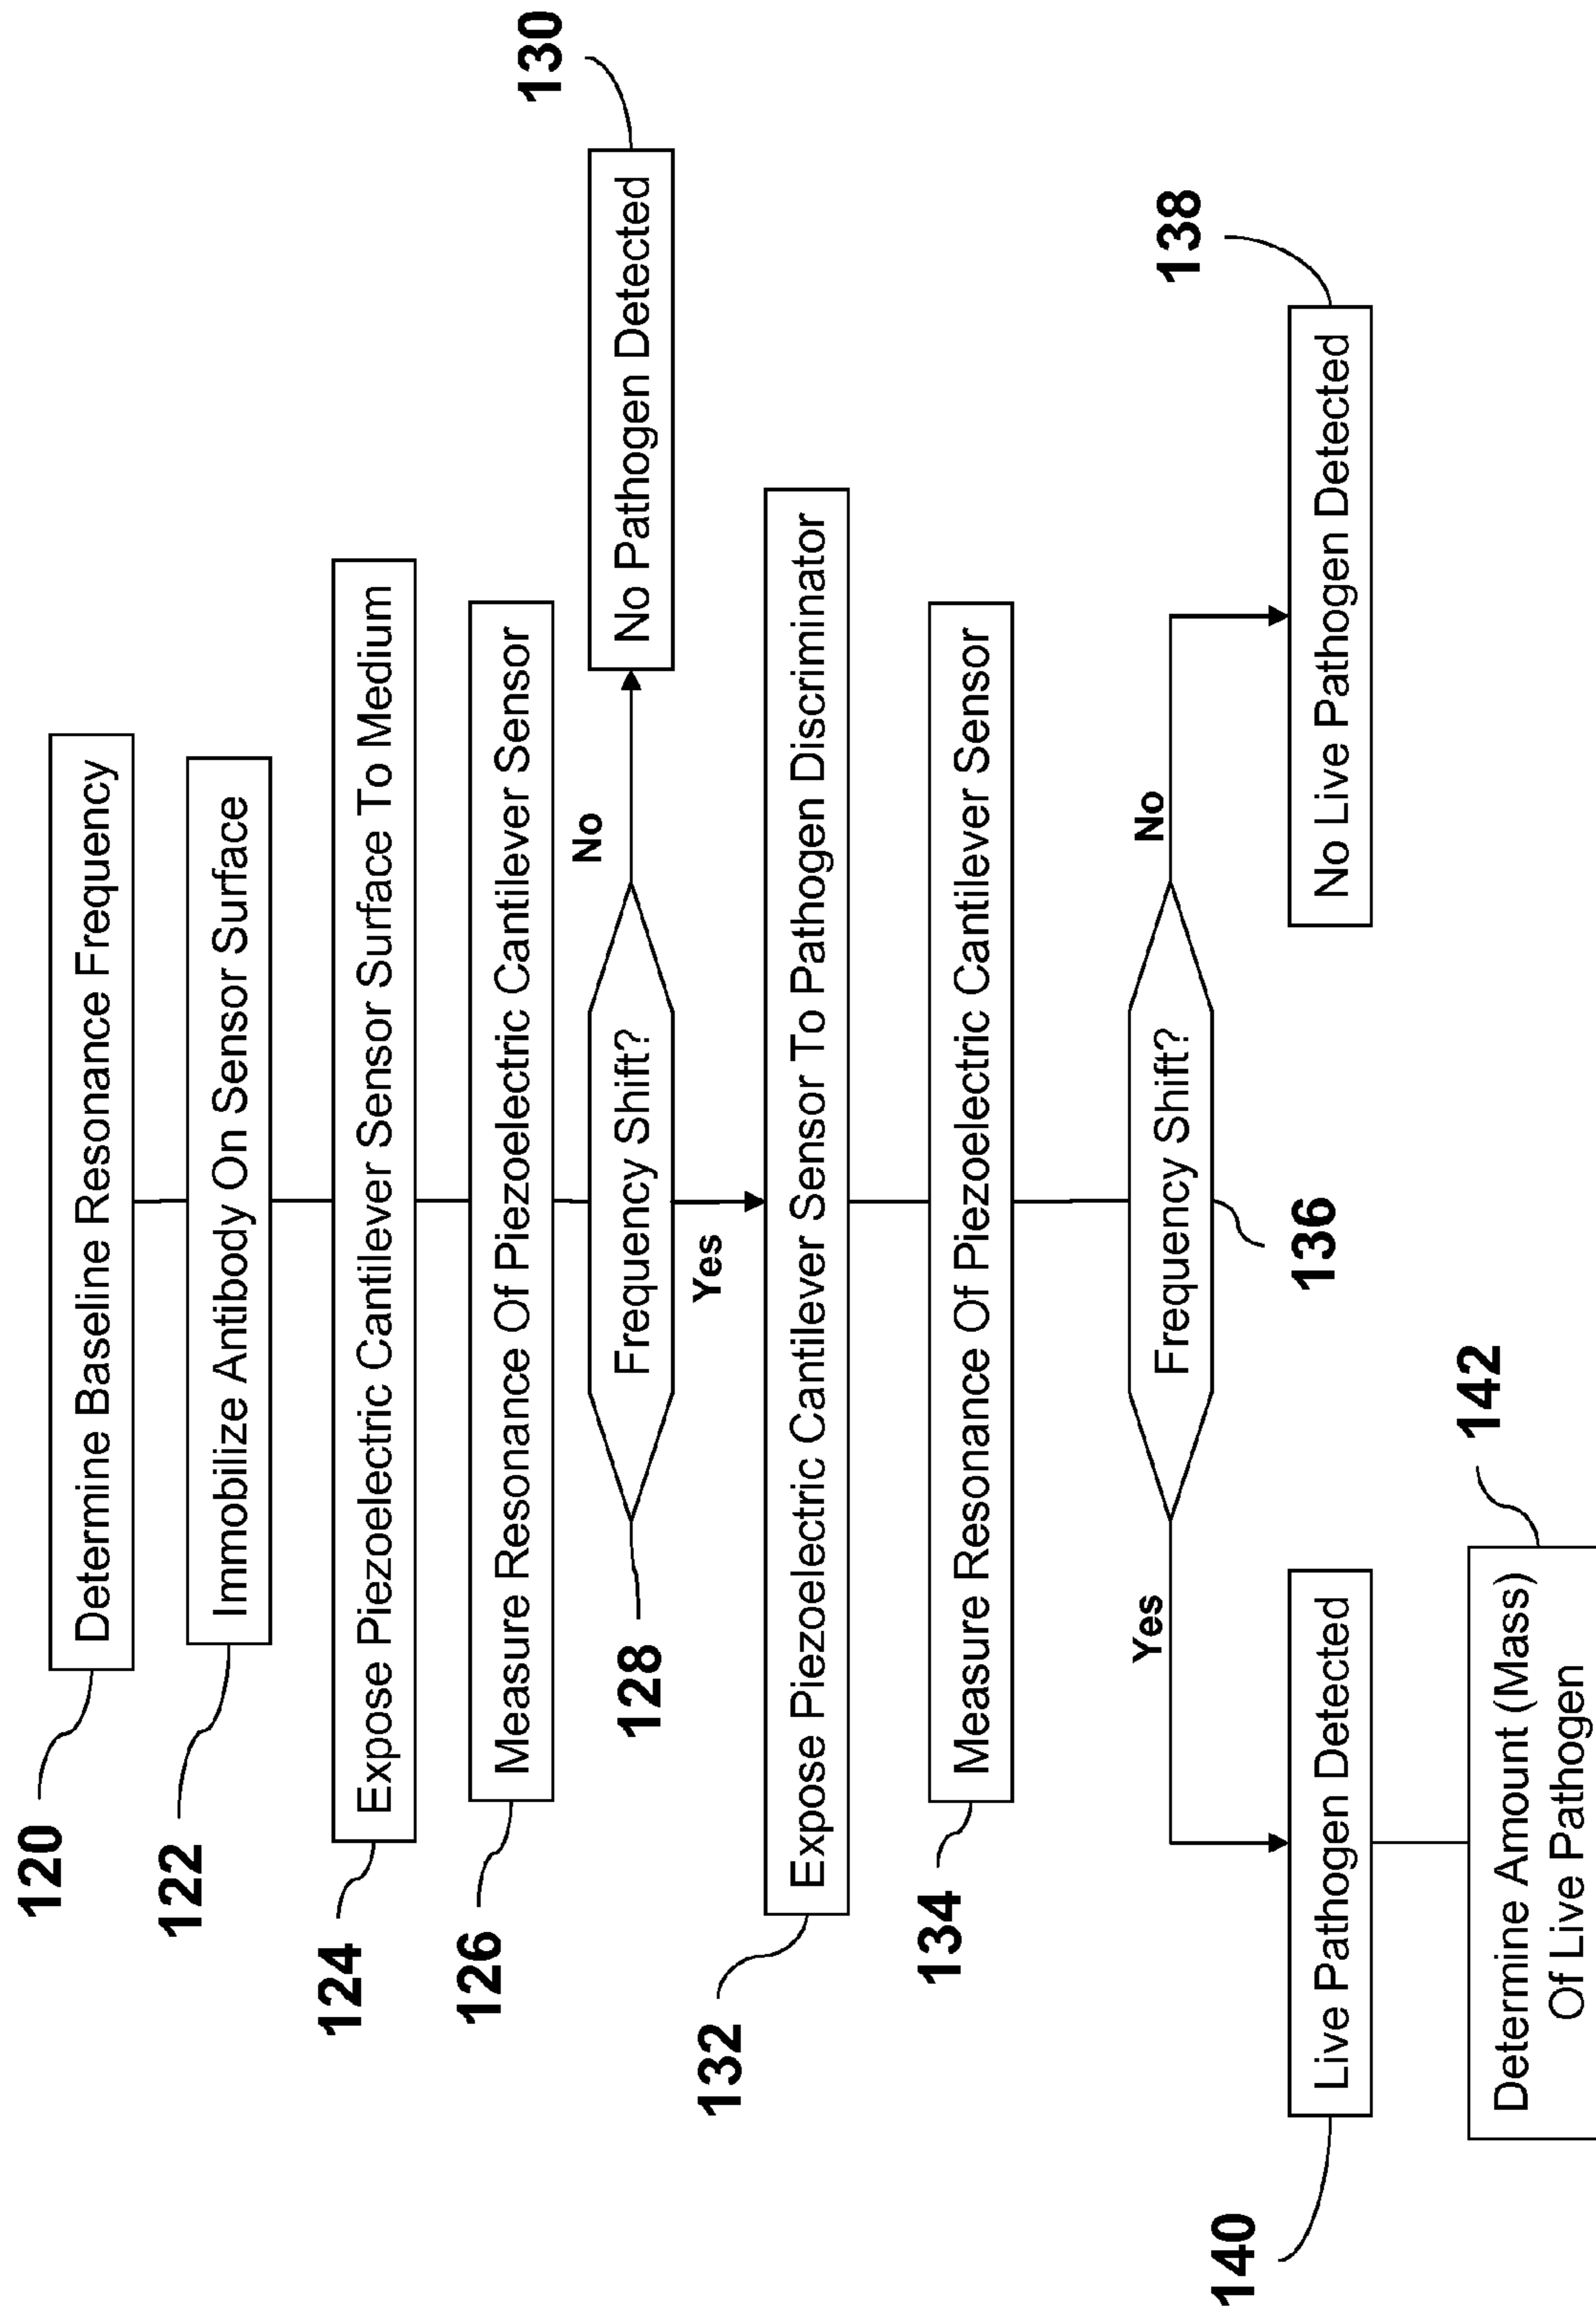 120
Determine Baseline Resonance Frequency
122
Immobilize Antibody On Sensor Surface
124
Expose Piezoelectric Cantilever Sensor Surface To Medium
126
Measure Resonance Of Piezoelectric Cantilever Sensor
128
Frequency Shift?
No
No Pathogen Detected
130
Yes
132
Expose Piezoelectric Cantilever Sensor To Pathogen Discriminator
134
Measure Resonance Of Piezoelectric Cantilever Sensor
Yes
Frequency Shift?
No
136
138
140
Live Pathogen Detected
No Live Pathogen Detected
142
Determine Amount (Mass)
Of Live Pathogen